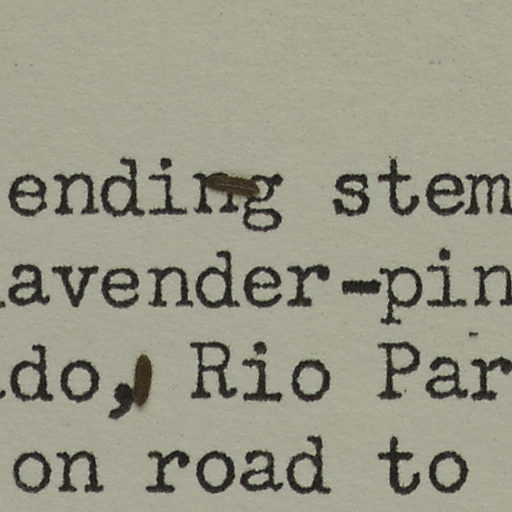 ending stem
avender-pin
do, Rio Par
on road to